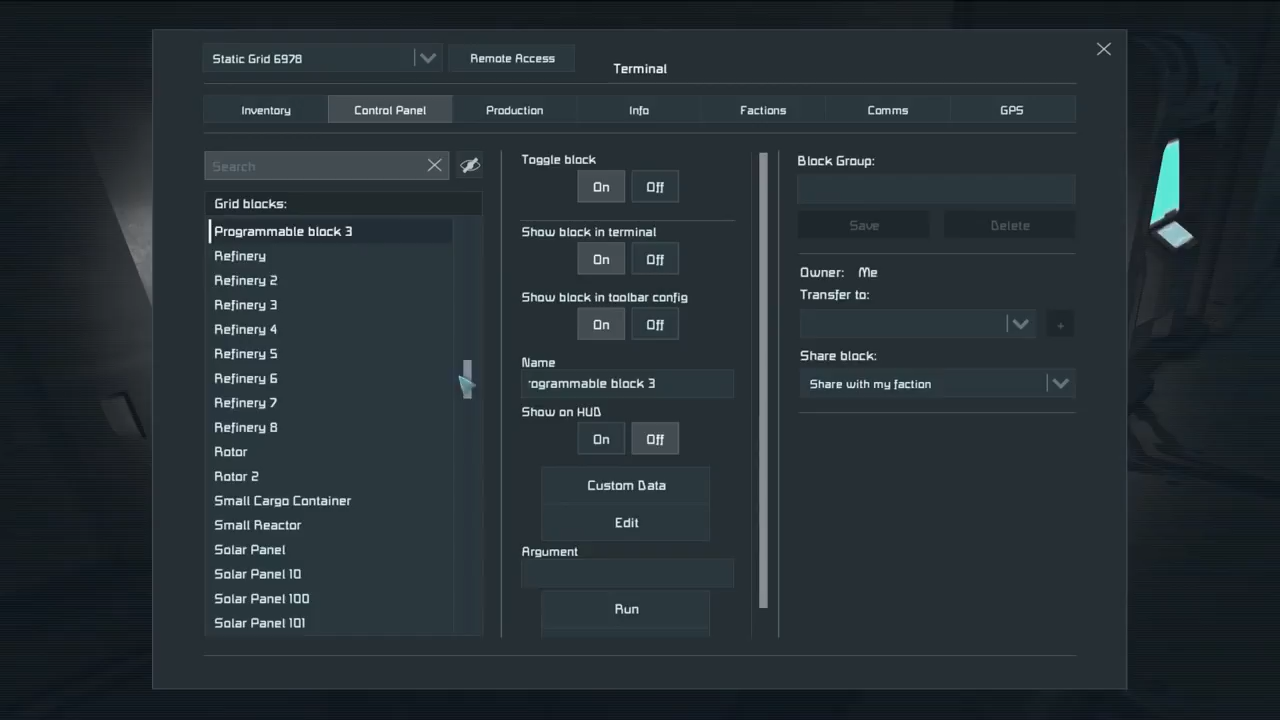 Static Grid 6978
Remote Access
Terminal
Inventory
Control Panel
Production
Info
Factions
Comms
GPS
Search
Grid blocks:
Programmable block 3
Refinery
Refinery 2
Refinery 3
Refinery 4
Refinery 5
Refinery 6
Refinery 7
Refinery 8
Rotor
Rotor 2
Small Cargo Container
Small Reactor
Solar Panel
Solar Panel 10
Solar Panel 100
Solar Panel 101
Toggle block
On Off
Show block in terminal
On Off
Show block in toolbar config
On Off
Name
rogrammable block 3
Show on HUD
On Off
Custom Data
Edit
Argument
Run
Block Group:
Save Delete
Owner: Me
Transfer to:
+
Share block:
Share with my faction